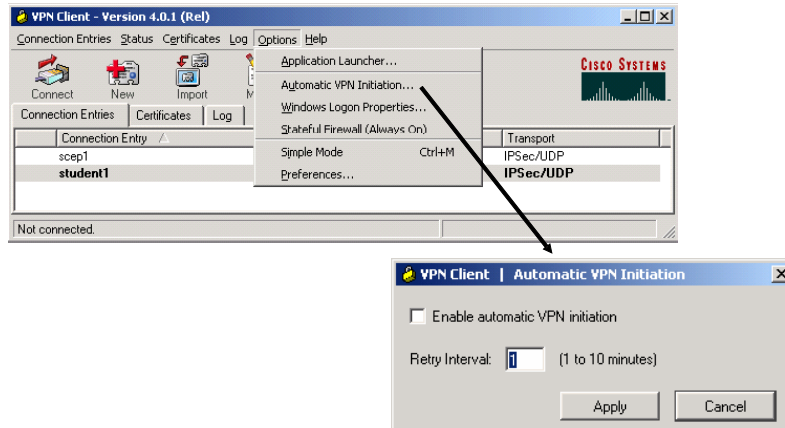 VPN Client - Version 4.0.1 (Rel)
Connection Entries Status Certificates Log Options Help
Connect New Import M
Application Launcher...
Automatic VPN Initiation...
Windows Logon Properties...
Stateful Firewall (Always On)
Simple Mode Ctrl+M
Preferences...
CISCO SYSTEMS
Connection Entries Certificates Log
Connection Entry Transport
scep1 IPSec/UDP
student1 IPSec/UDP
Not connected.
VPN Client | Automatic VPN Initiation
Enable automatic VPN initiation
Retry Interval: 1 (1 to 10 minutes)
Apply Cancel